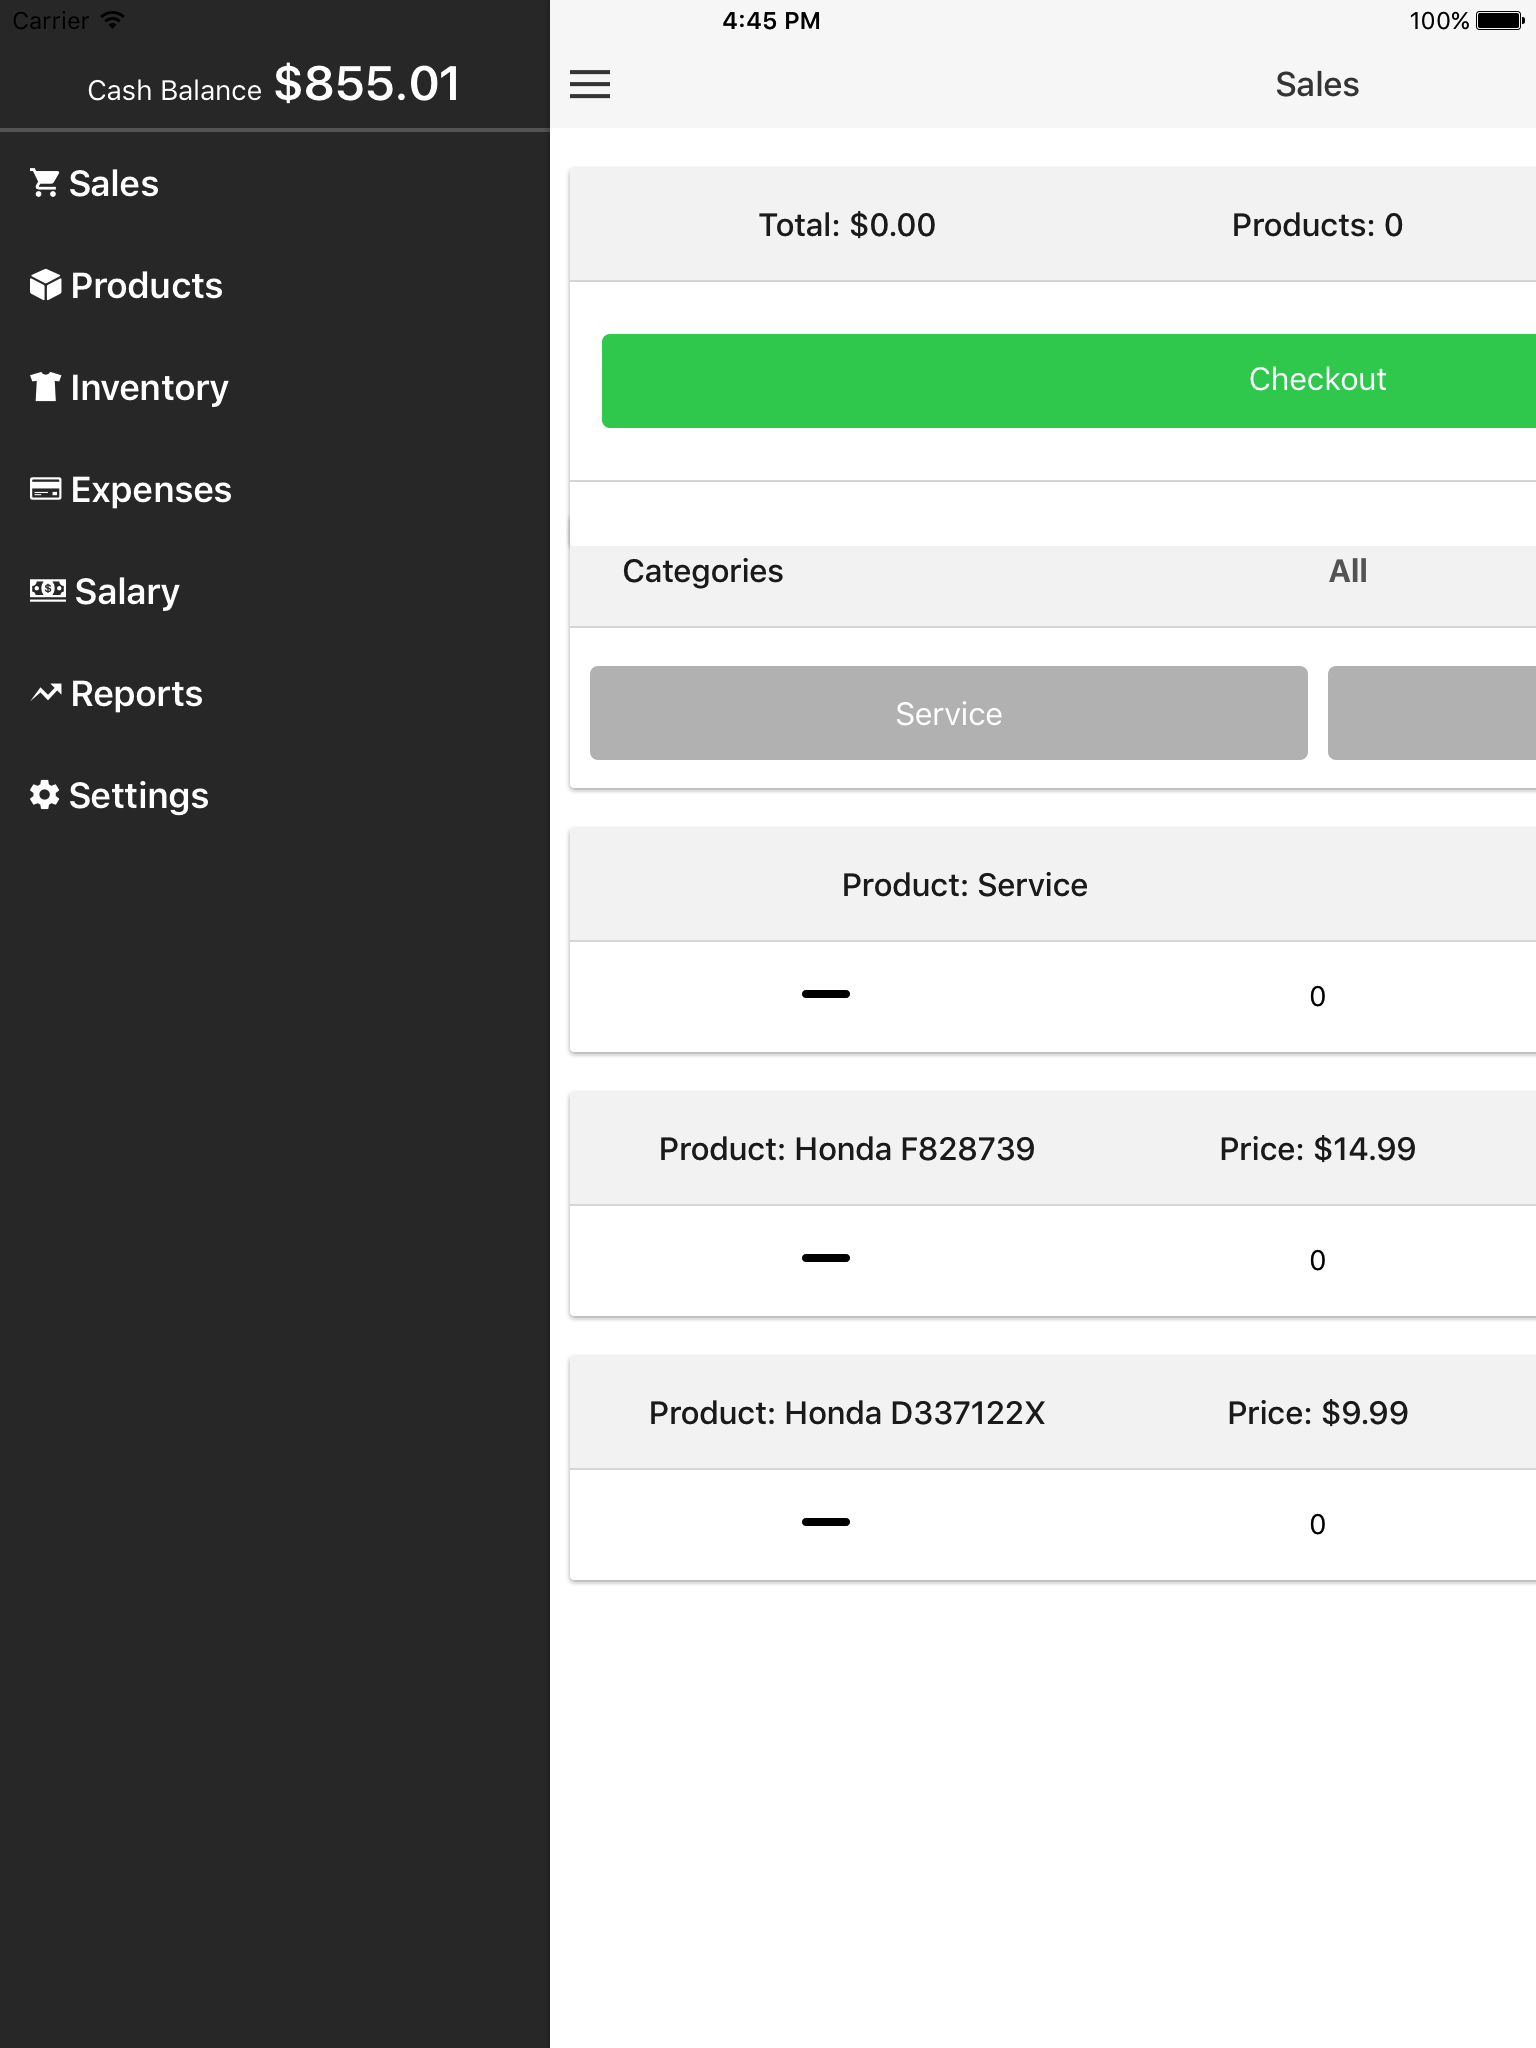 Carrier 4:45 PM 100%
Cash Balance $855.01
Sales
Products
Inventory
Expenses
Salary
Reports
Settings
Sales
Total: $0.00 Products: 0
Checkout
Categories All
Service
Product: Service
0
Product: Honda F828739 Price: $14.99
0
Product: Honda D337122X Price: $9.99
0